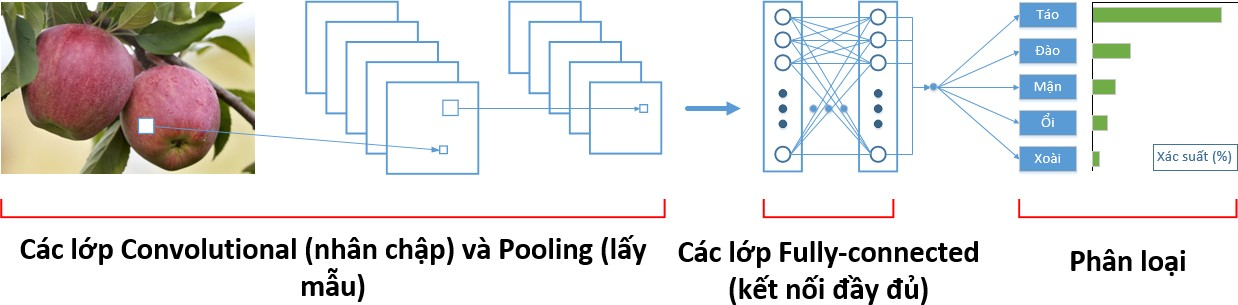 Táo
Đào
Mận
Ổi
Xoài
Xác suất (%)
Các lớp Convolutional (nhân chập) và Pooling (lấy
mẫu)
Các lớp Fully-connected
(kết nối đầy đủ)
Phân loại